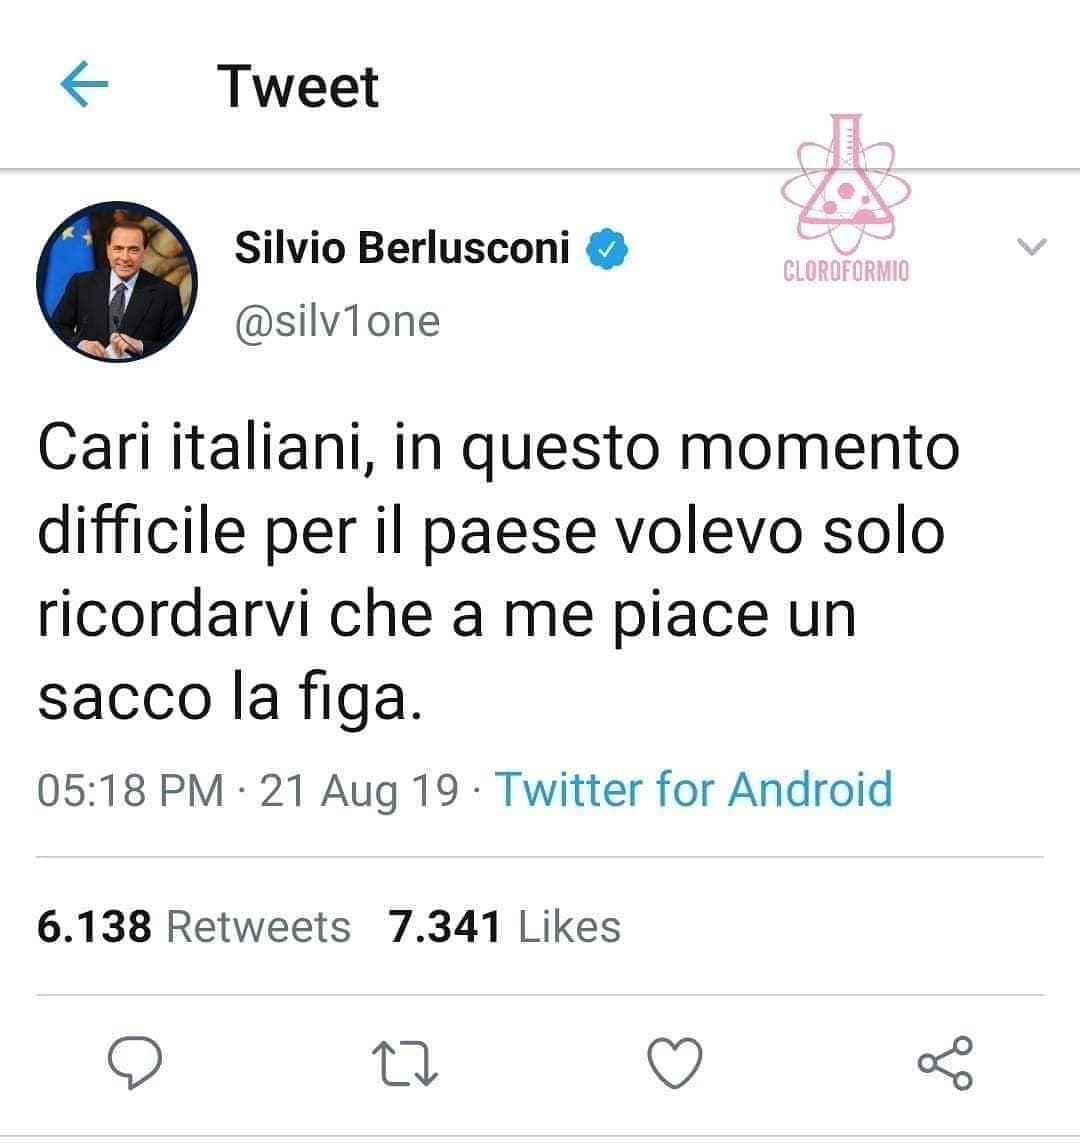 Tweet
CLOROFORMIO
Silvio Berlusconi
@silv1one
Cari italiani, in questo momento
difficile per il paese volevo solo
ricordarvi che a me piace un
sacco la figa.
05:18 PM · 21 Aug 19 · Twitter for Android
6.138 Retweets 7.341 Likes